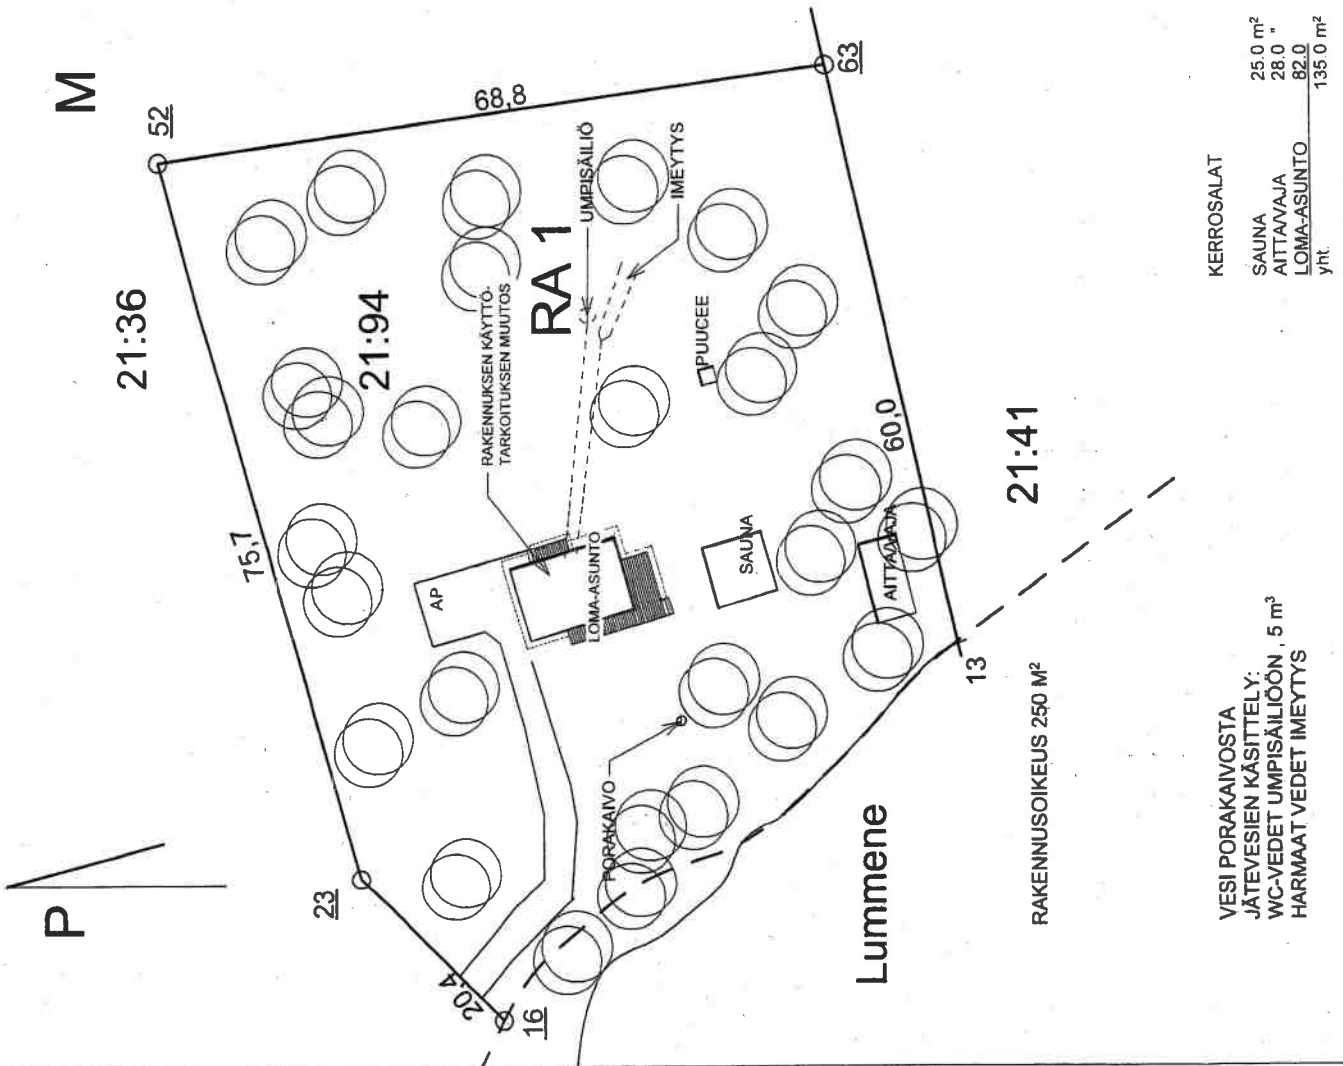 P
M
21:36
52
68,8
63
75,7
21:94
RA 1
UMPISÄILIÖ
IMEYTYS
RAKENNUKSEN KÄYTTÖ-
TARKOITUKSEN MUUTOS
PUUCEE
60,0
21:41
AP
LOMA-ASUNTO
SAUNA
AITTA/VAJA
13
23
20,4
16
PORAKAIVO
Lummene
RAKENNUSOIKEUS 250 M²
VESI PORAKAIVOSTA
JÄTEVESIEN KÄSITTELY:
WC-VEDET UMPISÄILIÖÖN , 5 m³
HARMAAT VEDET IMEYTYS
KERROSALAT
SAUNA 25.0 m²
AITTA/VAJA 28.0 "
LOMA-ASUNTO 82.0
yht. 135.0 m²